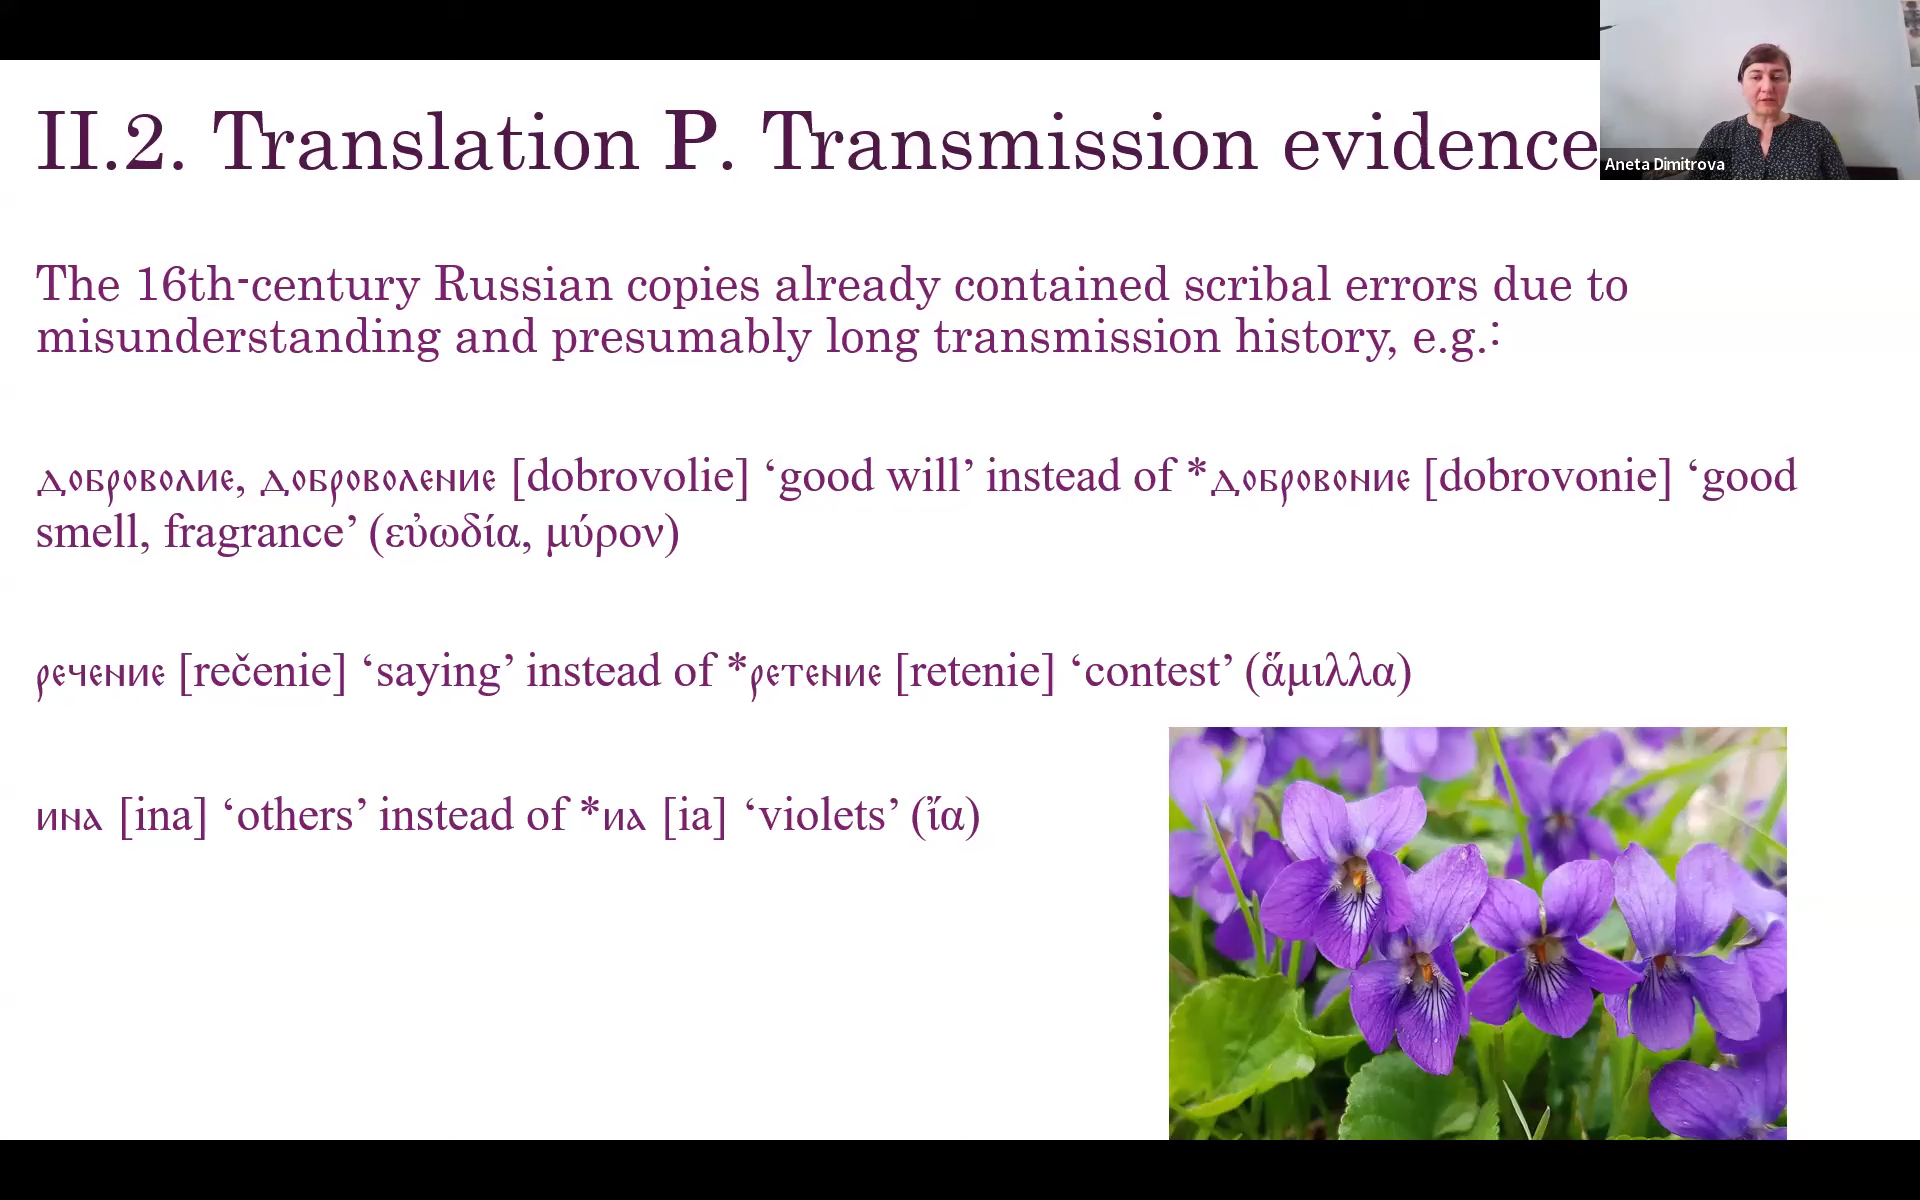 II.2. Translation P. Transmission evidence
Aneta Dimitrova
The 16th-century Russian copies already contained scribal errors due to
misunderstanding and presumably long transmission history, e.g.:
доброволие, доброволение [dobrovolie] ‘good will’ instead of *добровоние [dobrovonie] ‘good
smell, fragrance’ (εὐωδία, μύρον)
речение [rečenie] ‘saying’ instead of *ретение [retenie] ‘contest’ (ἅμιλλα)
ина [ina] ‘others’ instead of *иа [ia] ‘violets’ (ἴα)